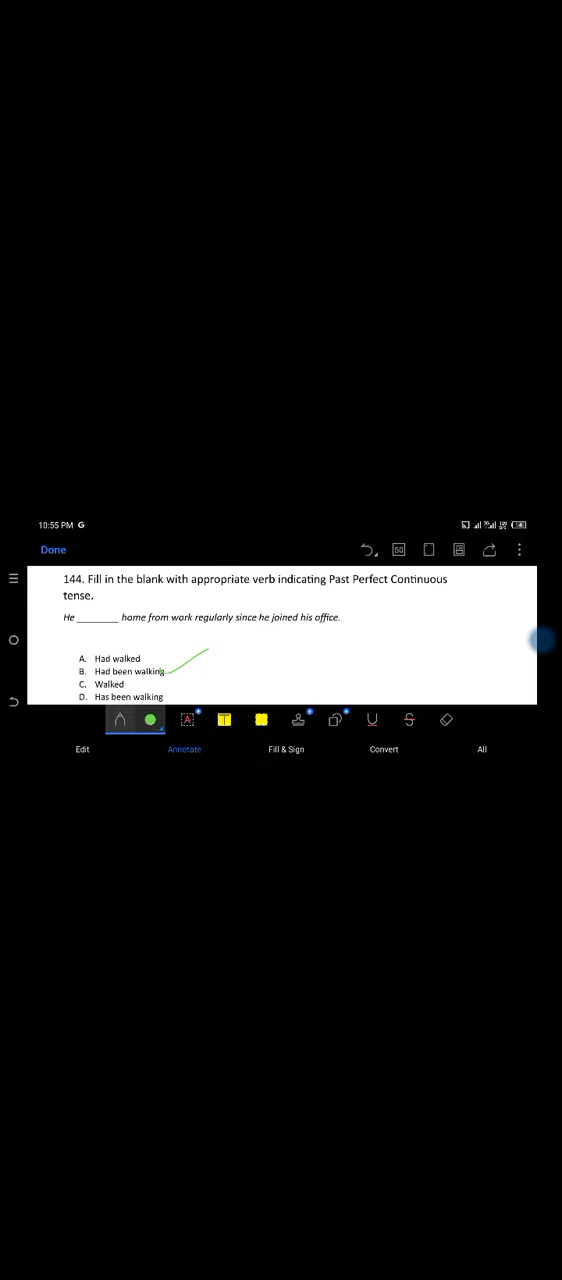 10:55 PM G
Done
50
144. Fill in the blank with appropriate verb indicating Past Perfect Continuous
tense.
He ________ home from work regularly since he joined his office.
A. Had walked
B. Had been walking
C. Walked
D. Has been walking
A T U S
Edit Annotate Fill & Sign Convert All